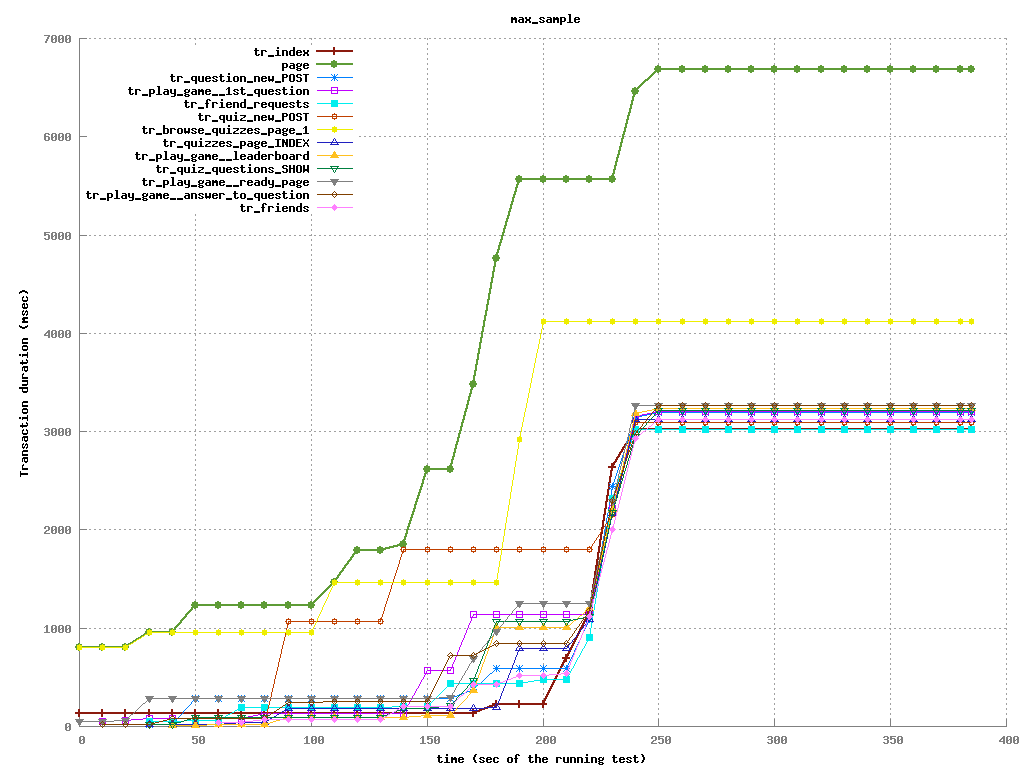 max_sample
7000
6000
5000
4000
3000
2000
1000
0
Transaction duration (msec)
tr_index
page
tr_question_new_POST
tr_play_game__1st_question
tr_friend_requests
tr_quiz_new_POST
tr_browse_quizzes_page_1
tr_quizzes_page_INDEX
tr_play_game__leaderboard
tr_quiz_questions_SHOW
tr_play_game__ready_page
tr_play_game__answer_to_question
tr_friends
0 50 100 150 200 250 300 350 400
time (sec of the running test)